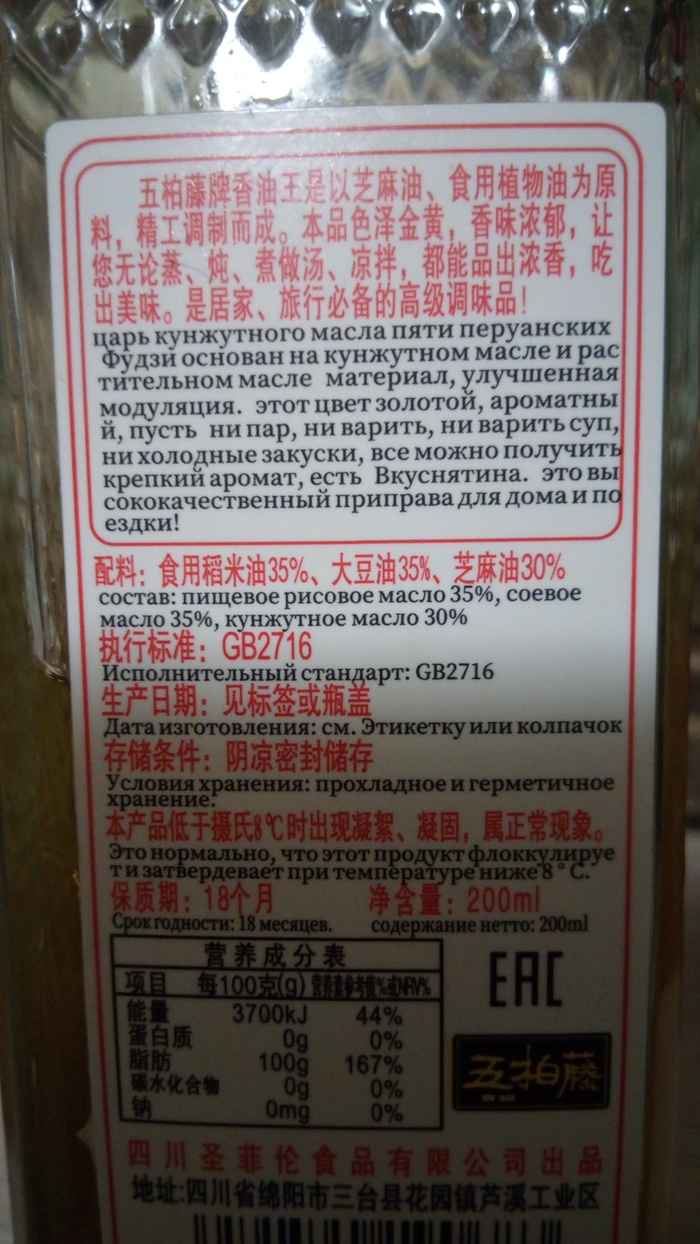 五柏藤牌香油王是以芝麻油、食用植物油为原
料，精工调制而成。本品色泽金黄，香味浓郁，让
您无论蒸、炖、煮做汤、凉拌，都能品出浓香，吃
出美味。是居家、旅行必备的高级调味品！
царь кунжутного масла пяти перуанских
Фудзи основан на кунжутном масле и рас
тительном масле материал, улучшенная
модуляция. этот цвет золотой, ароматны
й, пусть ни пар, ни варить, ни варить суп,
ни холодные закуски, все можно получить
крепкий аромат, есть Вкуснятина. это вы
сококачественный приправа для дома и по
ездки!
配料：食用稻米油35%、大豆油35%、芝麻油30%
состав: пищевое рисовое масло 35%, соевое
масло 35%, кунжутное масло 30%
执行标准：GB2716
Исполнительный стандарт: GB2716
生产日期：见标签或瓶盖
Дата изготовления: см. Этикетку или колпачок
存储条件：阴凉密封储存
Условия хранения: прохладное и герметичное
хранение.
本产品低于摄氏8℃时出现凝絮、凝固，属正常现象。
Это нормально, что этот продукт флоккулируе
т и затвердевает при температуре ниже 8 °C.
保质期：18个月 净含量：200ml
Срок годности: 18 месяцев. содержание нетто: 200ml
营养成分表
项目 每100克(g) 营养素参考值%或NRV%
能量 3700kJ 44%
蛋白质 0g 0%
脂肪 100g 167%
碳水化合物 0g 0%
钠 0mg 0%
EAC
五柏藤
四川圣菲伦食品有限公司出品
地址:四川省绵阳市三台县花园镇芦溪工业区